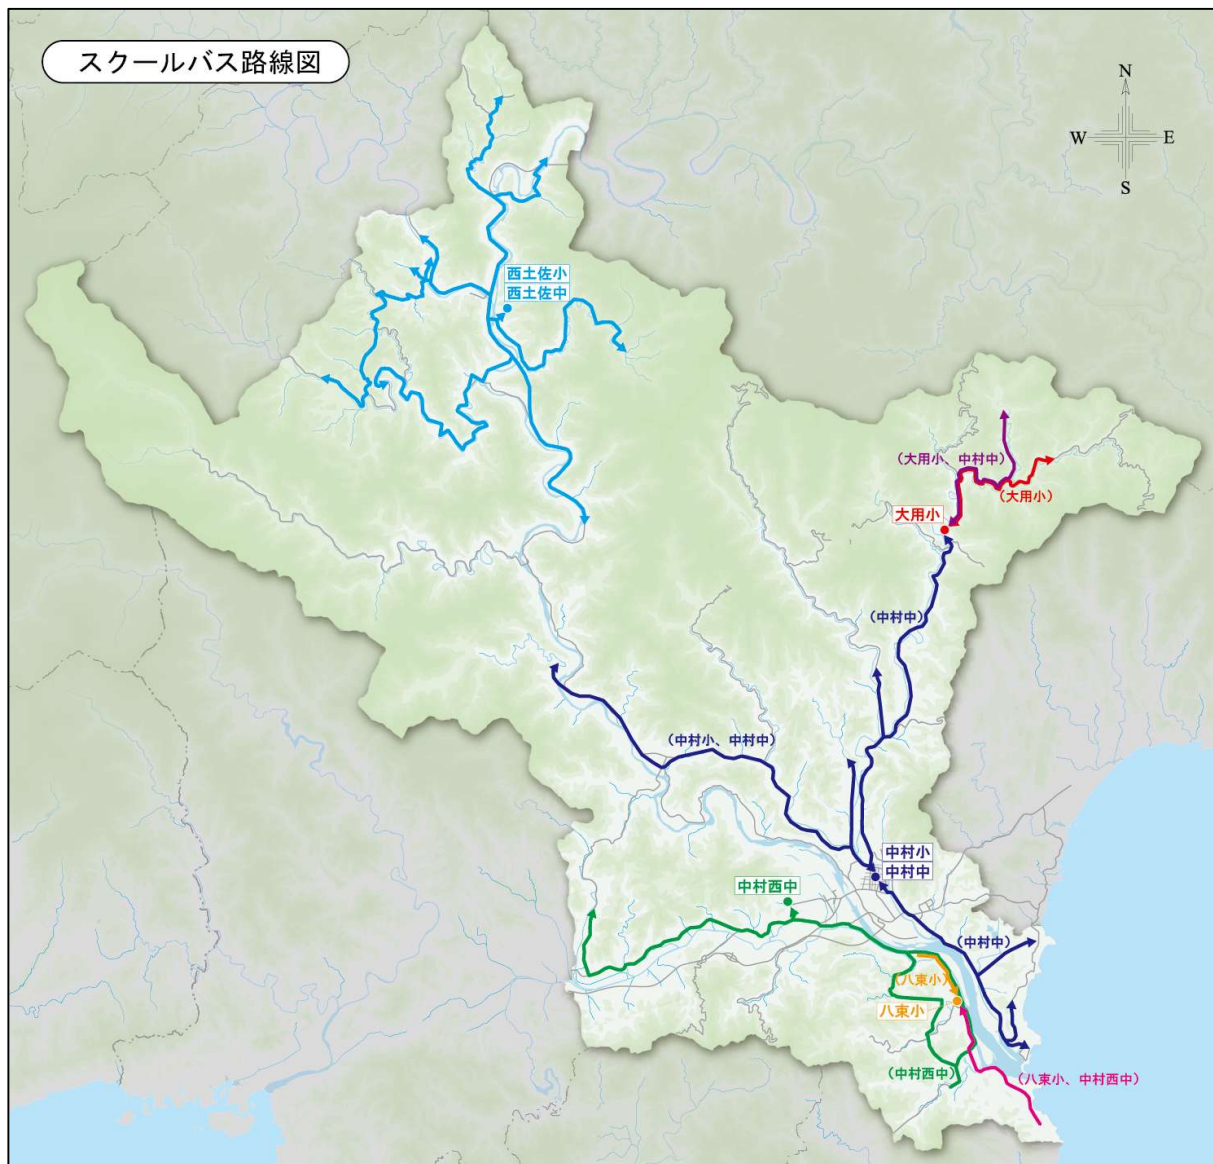 スクールバス路線図
N
W
E
S
西土佐小
西土佐中
（大用小、中村中）
（大用小）
大用小
（中村中）
（中村小、中村中）
中村小
中村中
中村西中
（中村中）
（八束小）
八束小
（中村西中）
（八束小、中村西中）